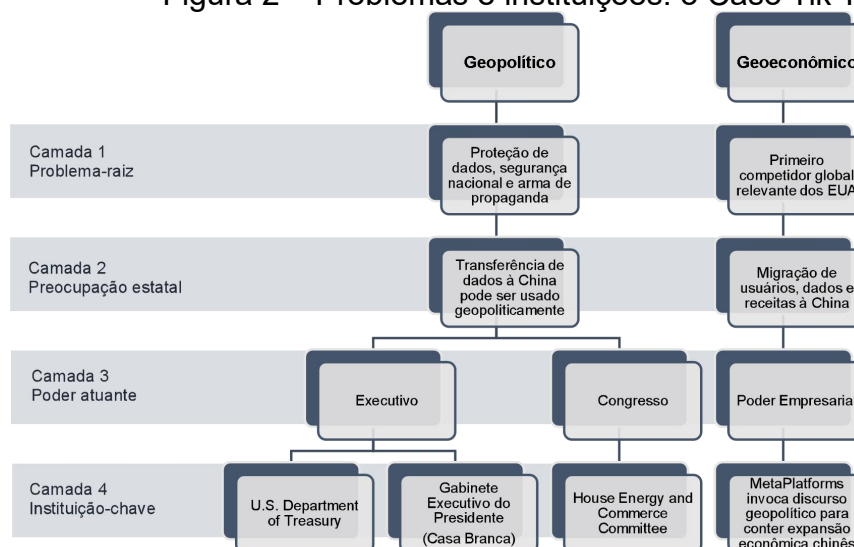 Figura 2 – Problemas e instituições: o Caso Tik T
Geopolítico
Geoeconômico
Camada 1
Problema-raiz
Proteção de
dados, segurança
nacional e arma de
propaganda
Primeiro
competidor global
relevante dos EUA
Camada 2
Preocupação estatal
Transferência de
dados à China
pode ser usado
geopoliticamente
Migração de
usuários, dados e
receitas à China
Camada 3
Poder atuante
Executivo
Congresso
Poder Empresaria
Camada 4
Instituição-chave
U.S. Department
of Treasury
Gabinete
Executivo do
Presidente
(Casa Branca)
House Energy and
Commerce
Committee
MetaPlatforms
invoca discurso
geopolítico para
conter expansão
econômica chinês